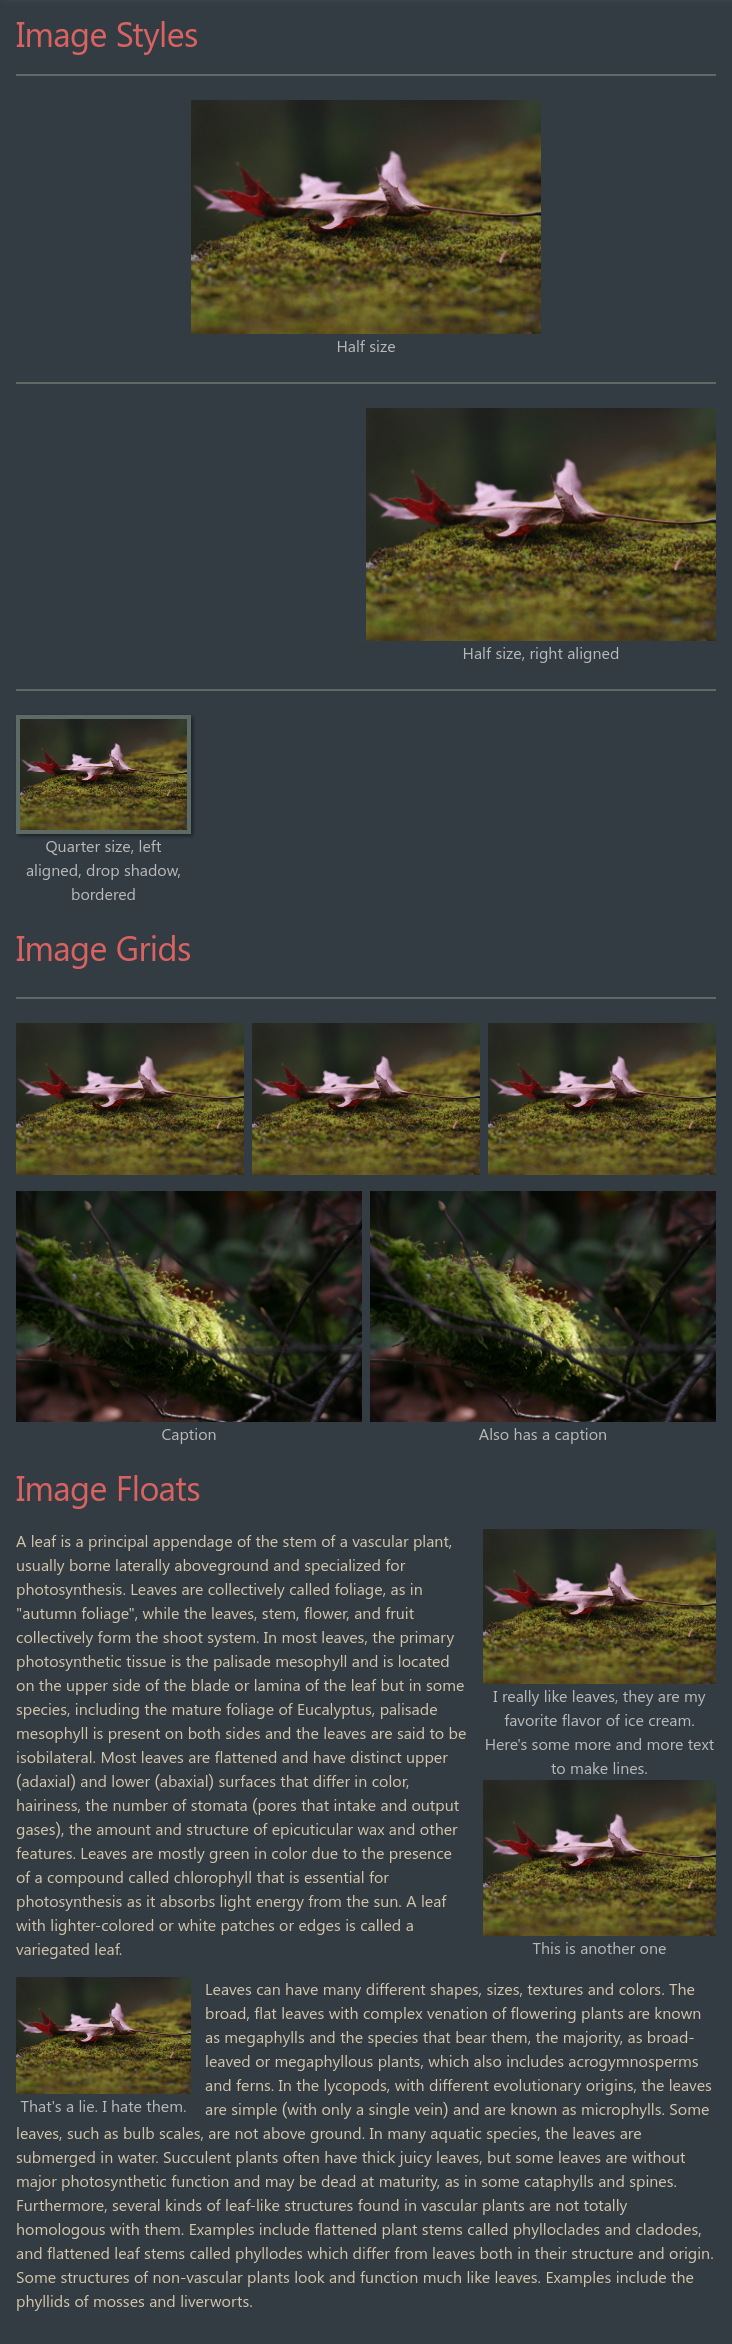 Image Styles
Half size
Half size, right aligned
Quarter size, left
aligned, drop shadow,
bordered
Image Grids
Caption
Also has a caption
Image Floats
A leaf is a principal appendage of the stem of a vascular plant,
usually borne laterally aboveground and specialized for
photosynthesis. Leaves are collectively called foliage, as in
"autumn foliage", while the leaves, stem, flower, and fruit
collectively form the shoot system. In most leaves, the primary
photosynthetic tissue is the palisade mesophyll and is located
on the upper side of the blade or lamina of the leaf but in some
species, including the mature foliage of Eucalyptus, palisade
mesophyll is present on both sides and the leaves are said to be
isobilateral. Most leaves are flattened and have distinct upper
(adaxial) and lower (abaxial) surfaces that differ in color,
hairiness, the number of stomata (pores that intake and output
gases), the amount and structure of epicuticular wax and other
features. Leaves are mostly green in color due to the presence
of a compound called chlorophyll that is essential for
photosynthesis as it absorbs light energy from the sun. A leaf
with lighter-colored or white patches or edges is called a
variegated leaf.
I really like leaves, they are my
favorite flavor of ice cream.
Here's some more and more text
to make lines.
This is another one
That's a lie. I hate them.
Leaves can have many different shapes, sizes, textures and colors. The
broad, flat leaves with complex venation of flowering plants are known
as megaphylls and the species that bear them, the majority, as broad-
leaved or megaphyllous plants, which also includes acrogymnosperms
and ferns. In the lycopods, with different evolutionary origins, the leaves
are simple (with only a single vein) and are known as microphylls. Some
leaves, such as bulb scales, are not above ground. In many aquatic species, the leaves are
submerged in water. Succulent plants often have thick juicy leaves, but some leaves are without
major photosynthetic function and may be dead at maturity, as in some cataphylls and spines.
Furthermore, several kinds of leaf-like structures found in vascular plants are not totally
homologous with them. Examples include flattened plant stems called phylloclades and cladodes,
and flattened leaf stems called phyllodes which differ from leaves both in their structure and origin.
Some structures of non-vascular plants look and function much like leaves. Examples include the
phyllids of mosses and liverworts.